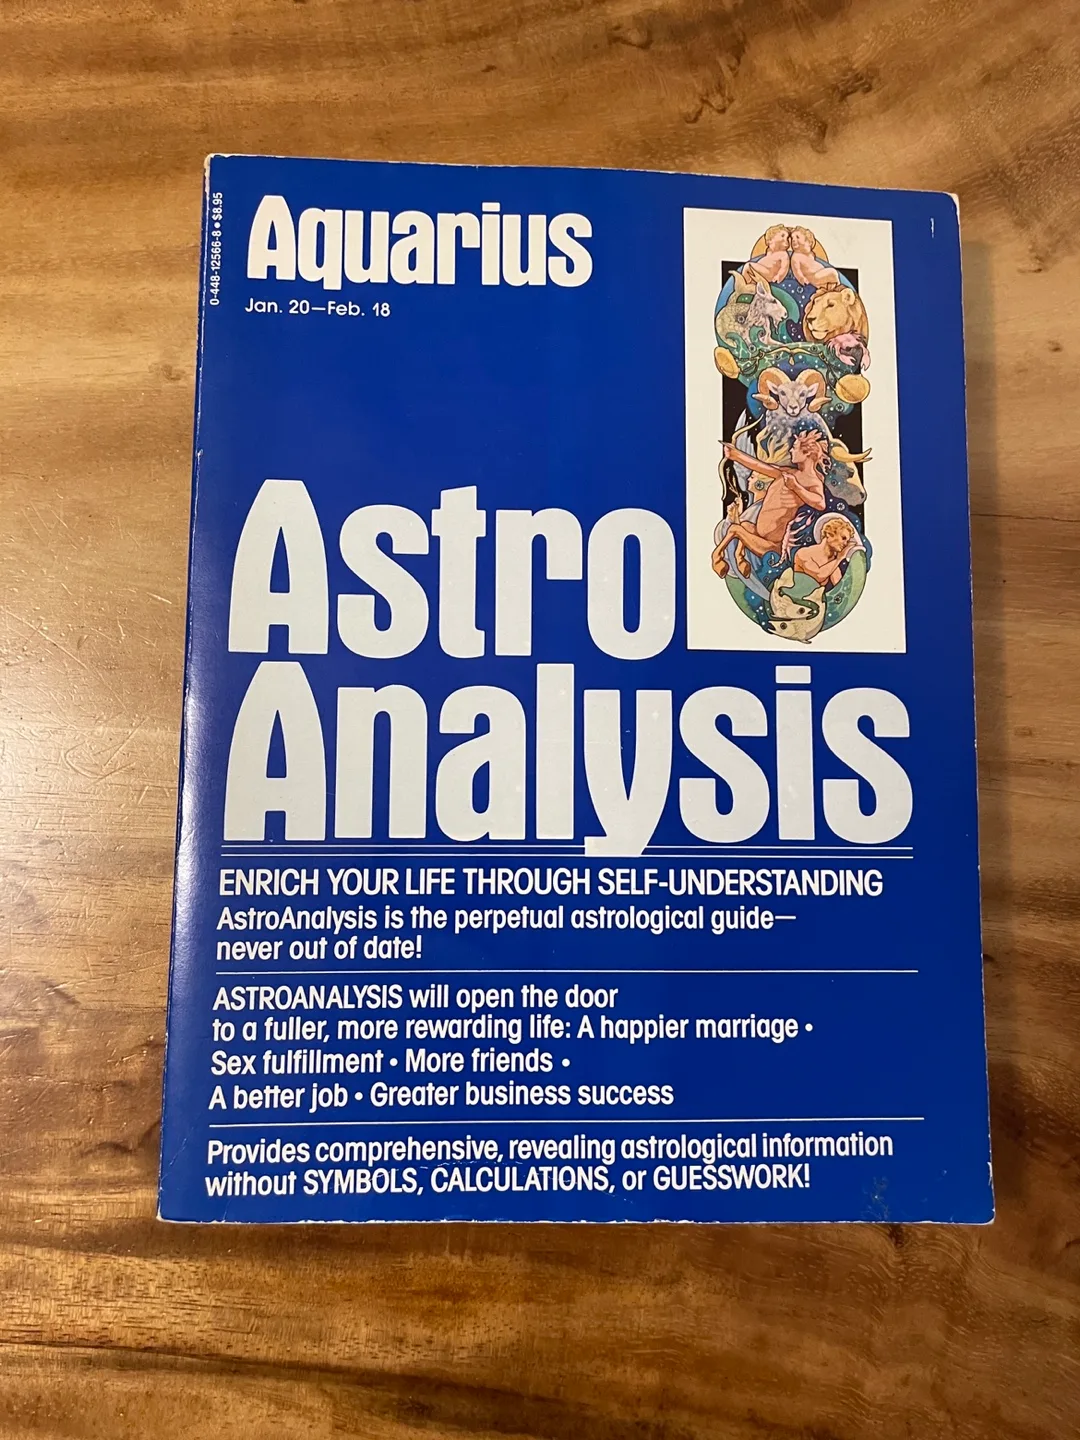 0-448-12566-8 • $8.95
Aquarius
Jan. 20—Feb. 18
Astro
Analysis
ENRICH YOUR LIFE THROUGH SELF-UNDERSTANDING
AstroAnalysis is the perpetual astrological guide—
never out of date!
ASTROANALYSIS will open the door
to a fuller, more rewarding life: A happier marriage •
Sex fulfillment • More friends •
A better job • Greater business success
Provides comprehensive, revealing astrological information
without SYMBOLS, CALCULATIONS, or GUESSWORK!